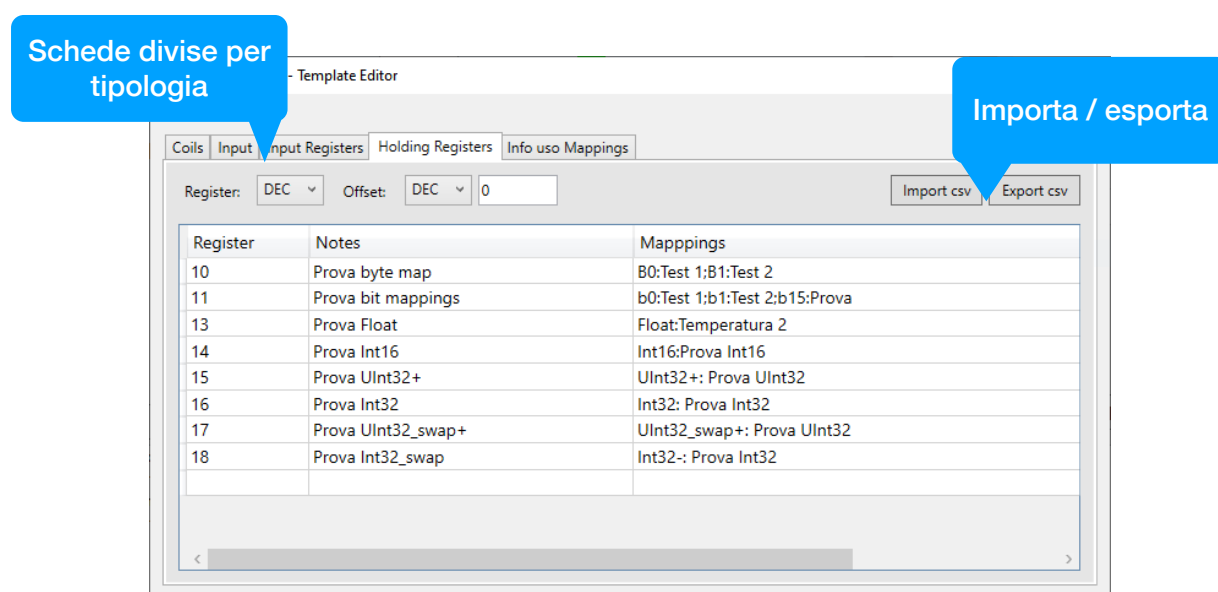 Schede divise per
tipologia
- Template Editor
Importa / esporta
Coils Input Input Registers Holding Registers Info uso Mappings
Register: DEC Offset: DEC 0 Import csv Export csv
Register Notes Mapppings
10 Prova byte map B0:Test 1;B1:Test 2
11 Prova bit mappings b0:Test 1;b1:Test 2;b15:Prova
13 Prova Float Float:Temperatura 2
14 Prova Int16 Int16:Prova Int16
15 Prova UInt32+ UInt32+: Prova UInt32
16 Prova Int32 Int32: Prova Int32
17 Prova UInt32_swap+ UInt32_swap+: Prova UInt32
18 Prova Int32_swap Int32-: Prova Int32